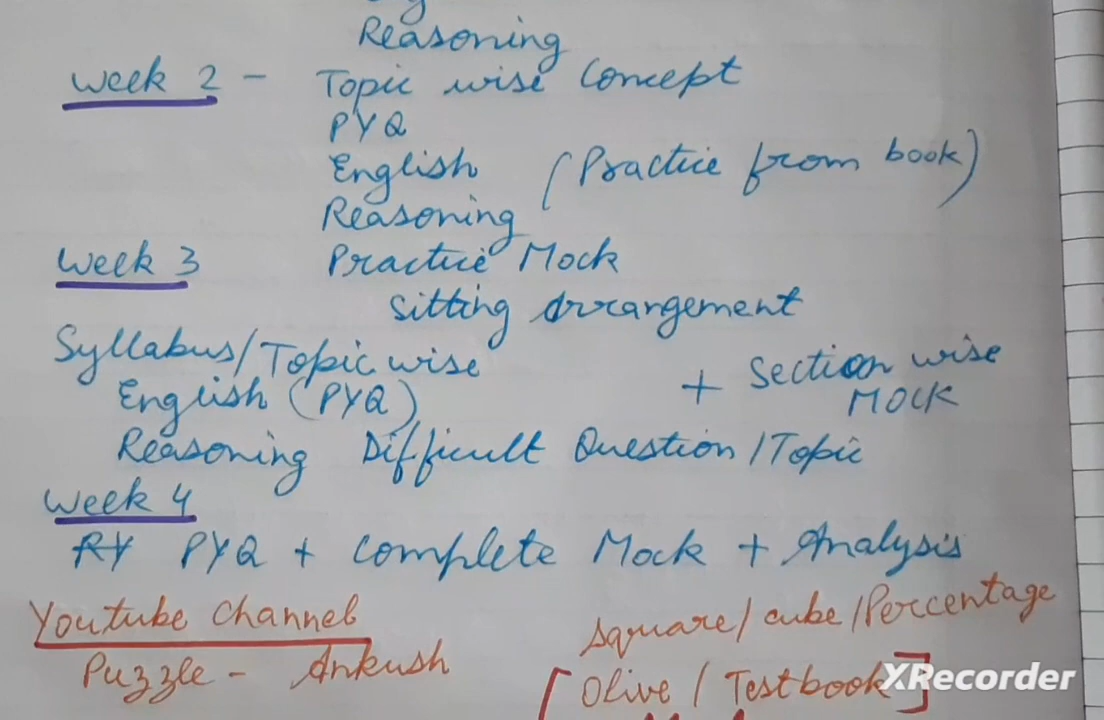 Reasoning
Week 2 - Topic wise Concept
PYQ
English (Practice from book)
Reasoning
Week 3 Practice Mock
Sitting Arrangement
Syllabus/Topic wise + Section wise
English (PYQ) MOCK
Reasoning Difficult Question/Topic
Week 4
PYQ + Complete Mock + Analysis
Youtube Channel square/cube/Percentage
Puzzle - Ankush [Olive / Testbook]
XRecorder